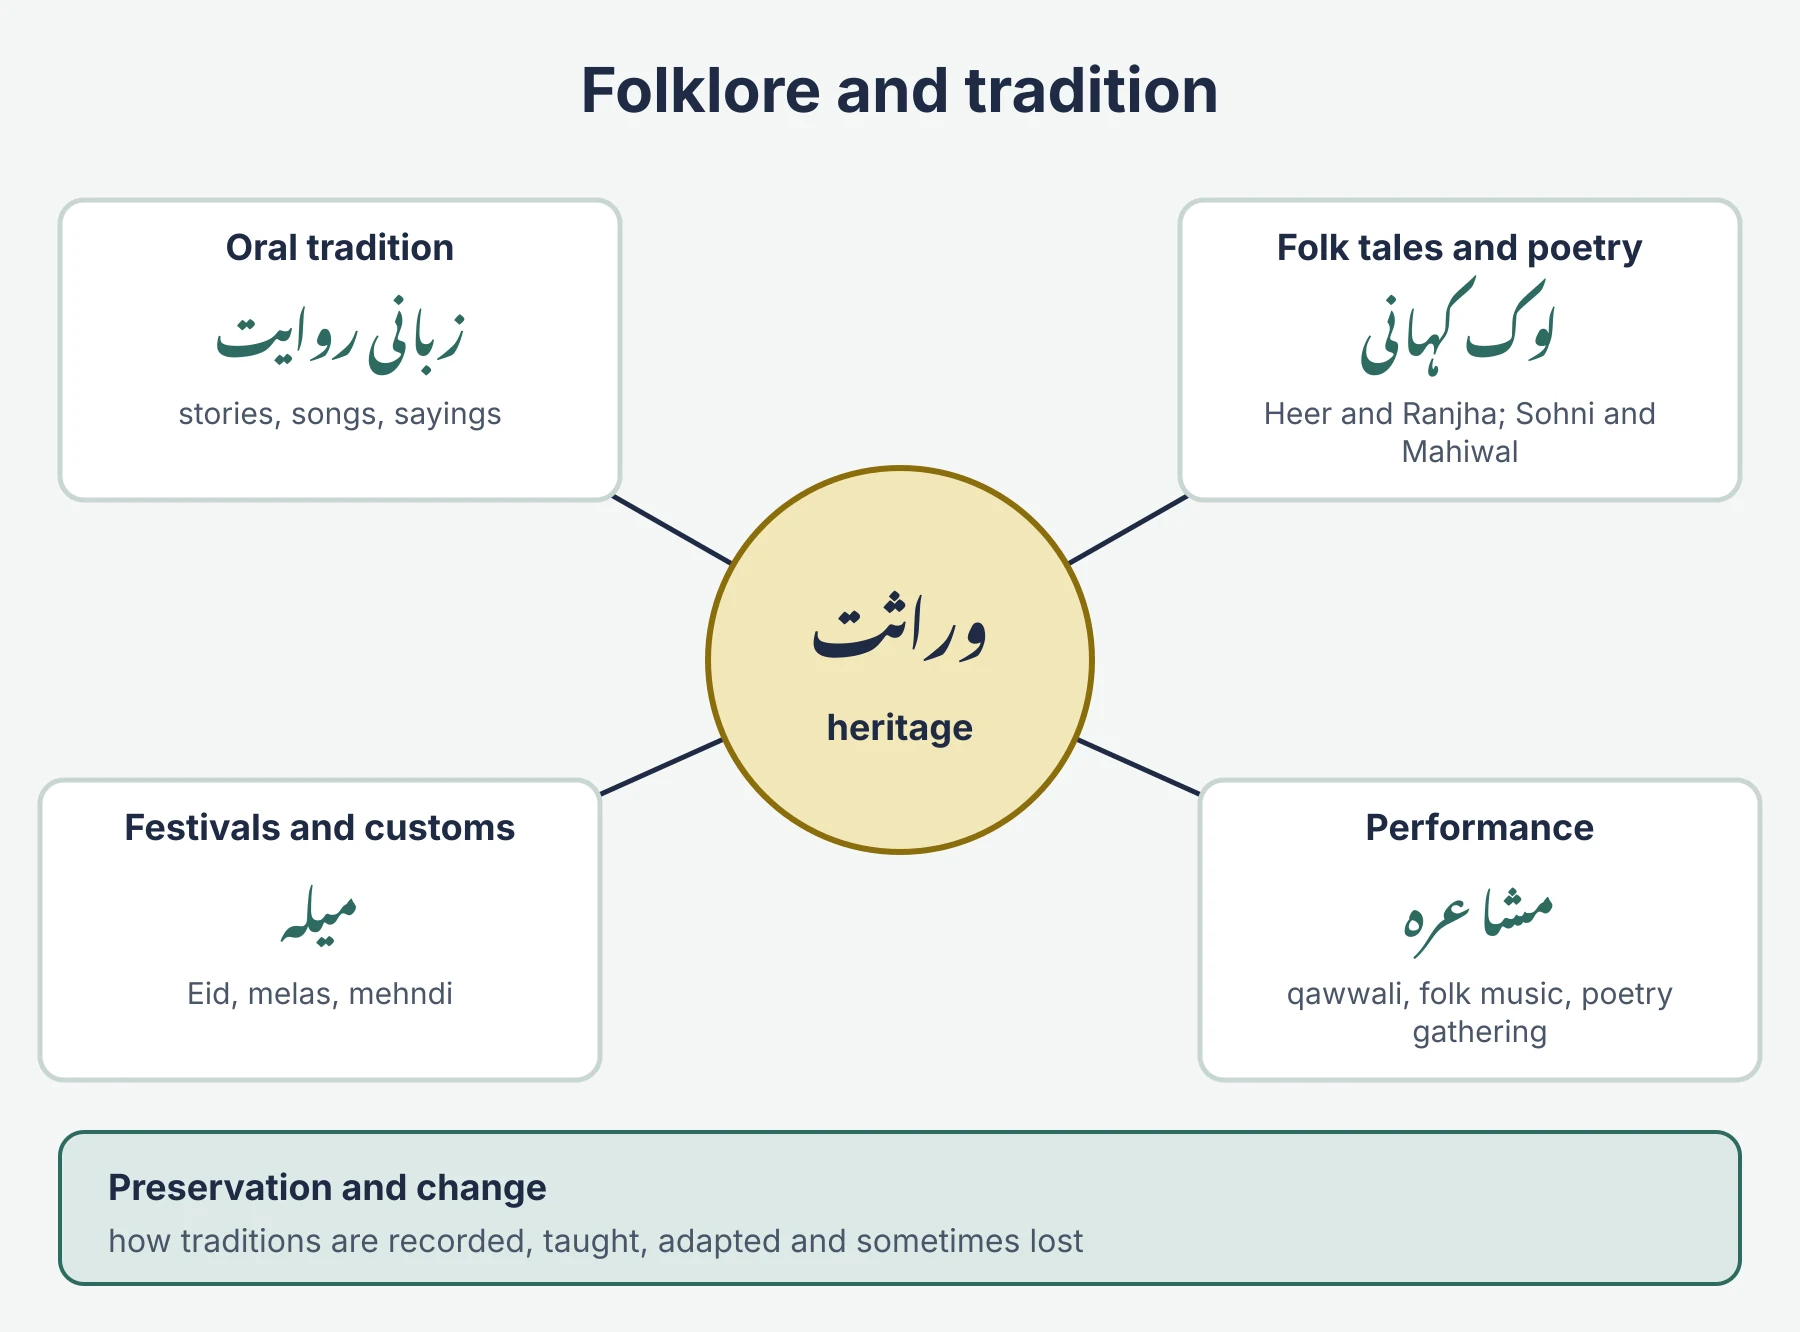 Folklore and tradition
Oral tradition
زبانی روایت
stories, songs, sayings
Folk tales and poetry
لوک کہانی
Heer and Ranjha; Sohni and
Mahiwal
وراثت
heritage
Festivals and customs
میلہ
Eid, melas, mehndi
Performance
مشاعرہ
qawwali, folk music, poetry
gathering
Preservation and change
how traditions are recorded, taught, adapted and sometimes lost